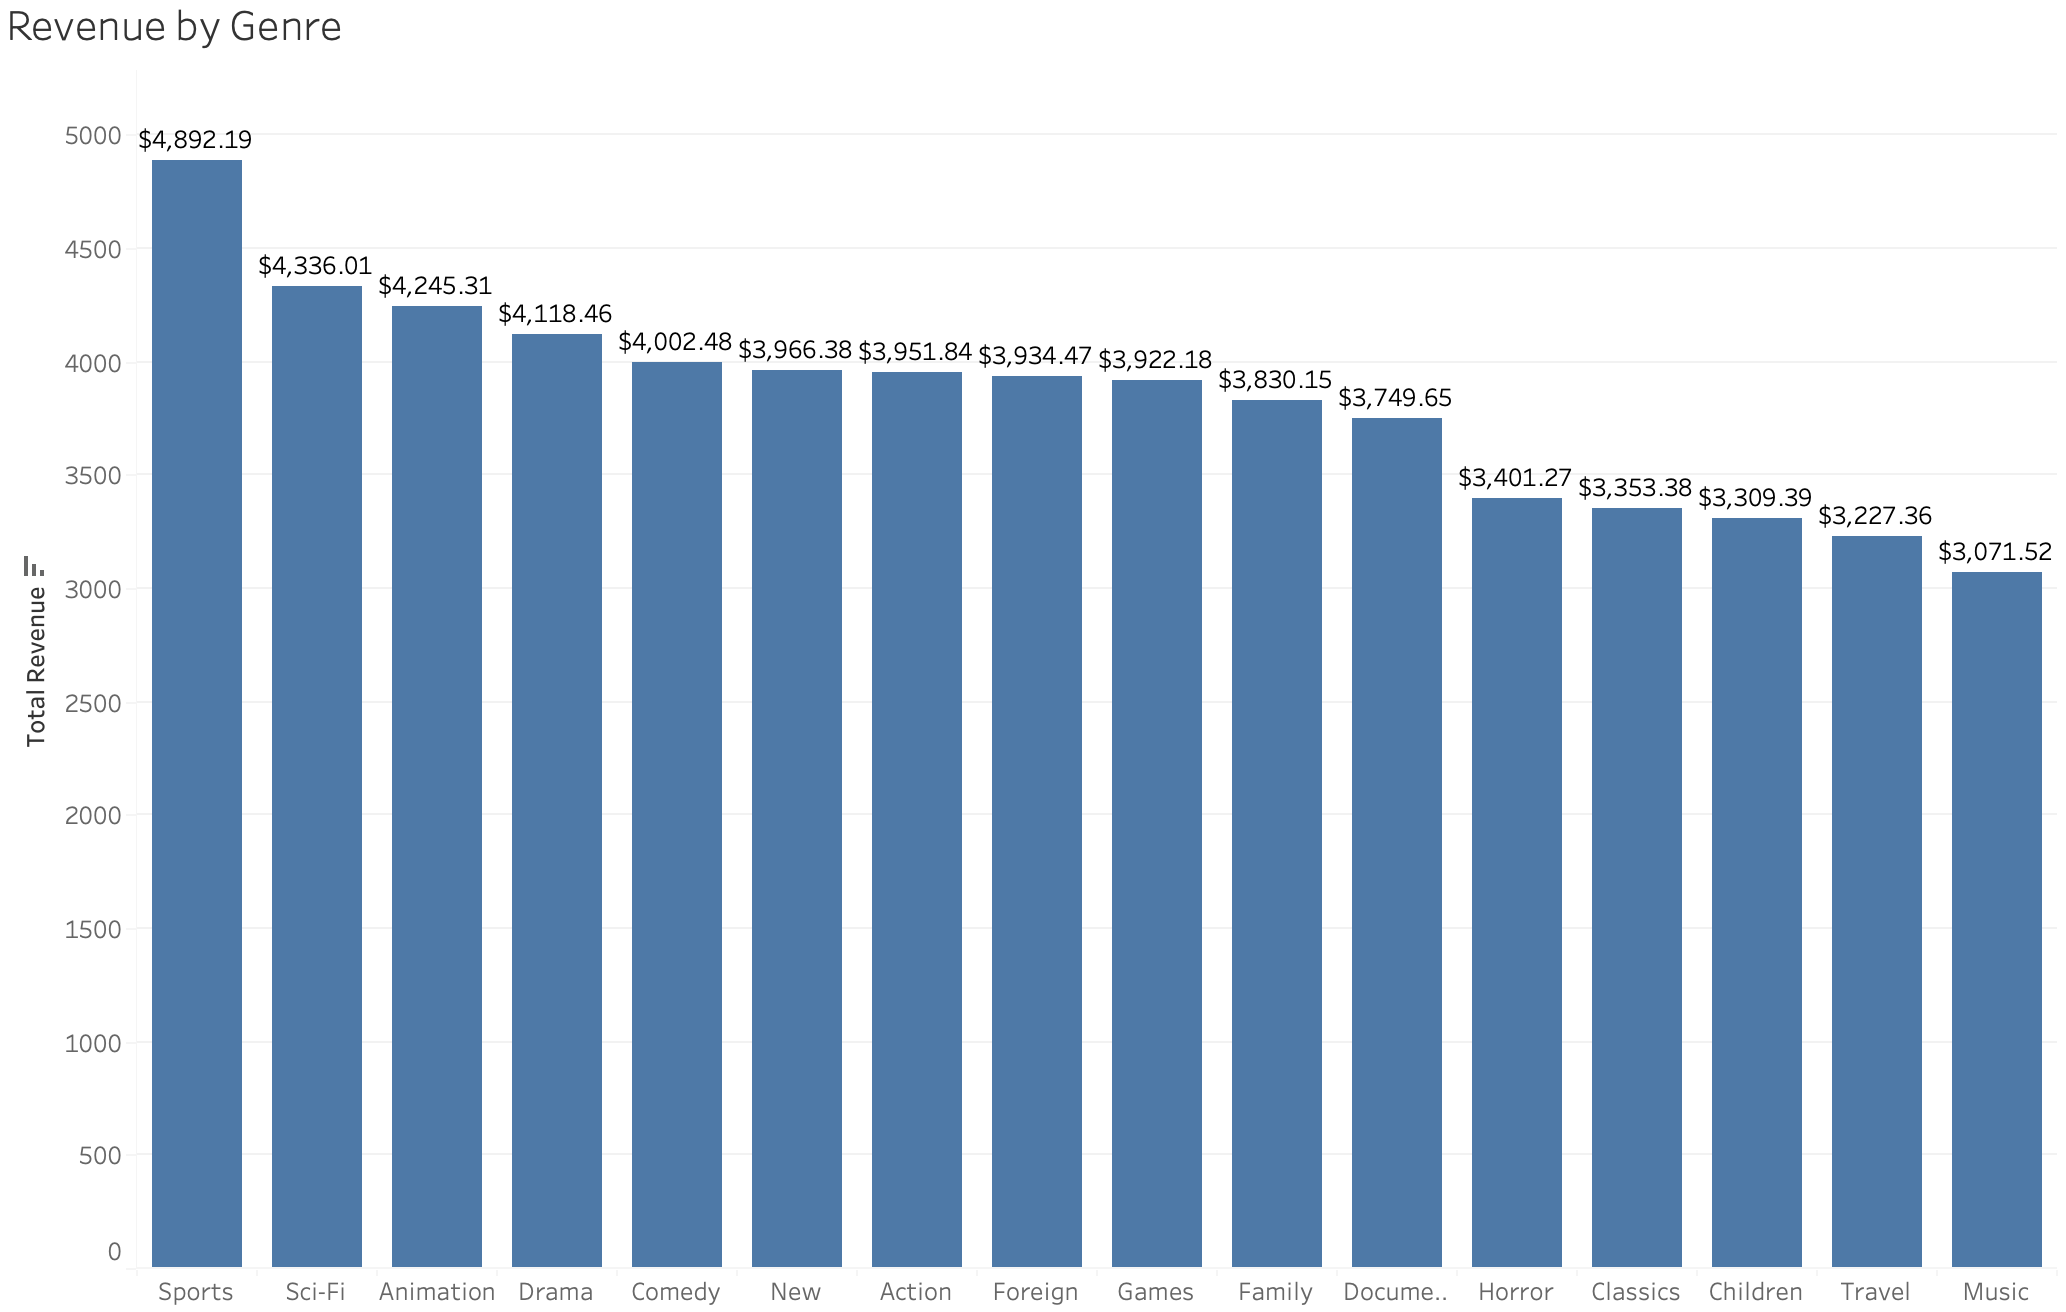 Revenue by Genre
Total Revenue
5000
4500
4000
3500
3000
2500
2000
1500
1000
500
0
$4,892.19
$4,336.01
$4,245.31
$4,118.46
$4,002.48
$3,966.38
$3,951.84
$3,934.47
$3,922.18
$3,830.15
$3,749.65
$3,401.27
$3,353.38
$3,309.39
$3,227.36
$3,071.52
Sports
Sci-Fi
Animation
Drama
Comedy
New
Action
Foreign
Games
Family
Docume..
Horror
Classics
Children
Travel
Music